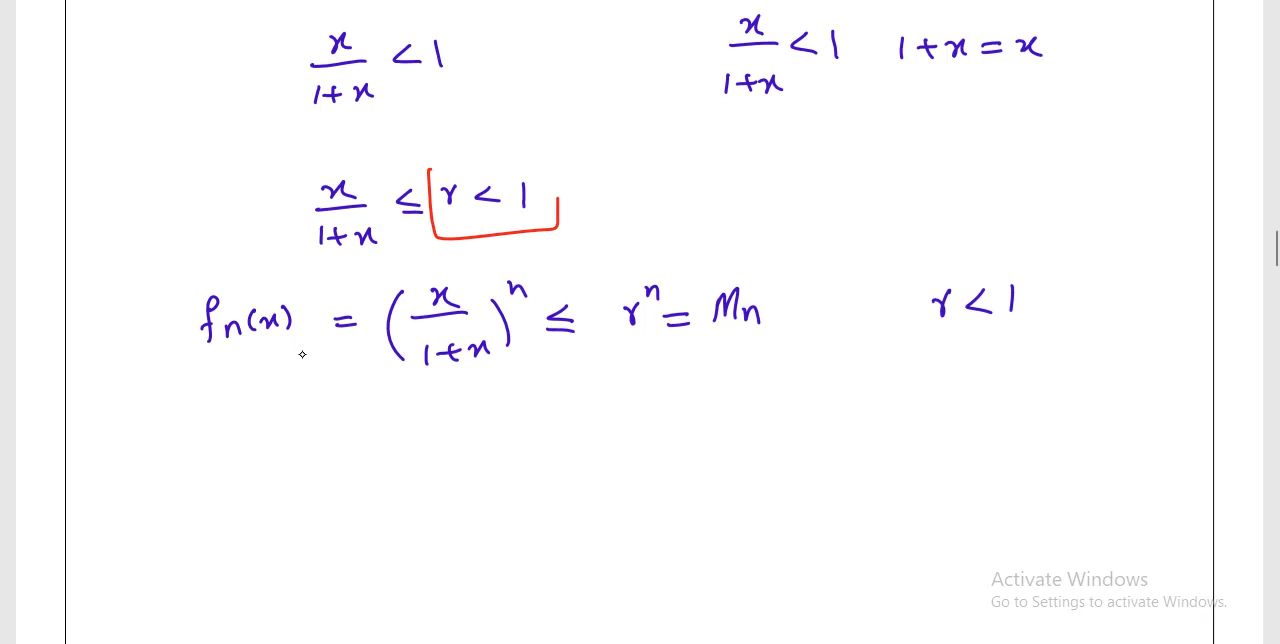 x/(1+x) < 1    x/(1+x) < 1    1+x = x
x/(1+x) ≤ r < 1
fn(x) = (x/(1+x))^n ≤ r^n = Mn    r < 1
Activate Windows
Go to Settings to activate Windows.